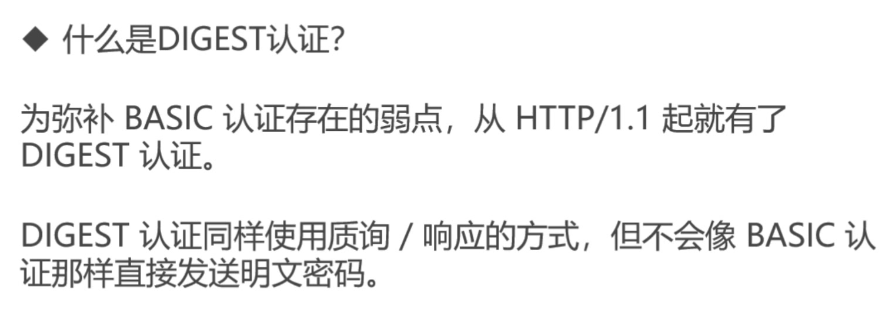 ◆ 什么是DIGEST认证？
为弥补 BASIC 认证存在的弱点，从 HTTP/1.1 起就有了
DIGEST 认证。
DIGEST 认证同样使用质询 / 响应的方式，但不会像 BASIC 认
证那样直接发送明文密码。